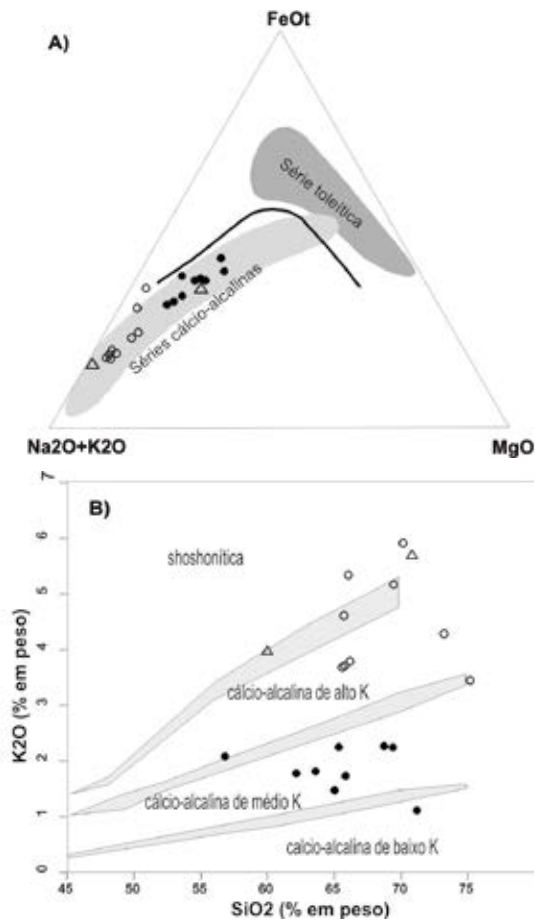 FeOt
A)
Série toleítica
Séries cálcio-alcalinas
Na2O+K2O
MgO
7
B)
6
shoshonítica
5
4
cálcio-alcalina de alto K
3
2
cálcio-alcalina de médio K
1
calcio-alcalina de baixo K
0
K2O (% em peso)
45 50 55 60 65 70 75
SiO2 (% em peso)